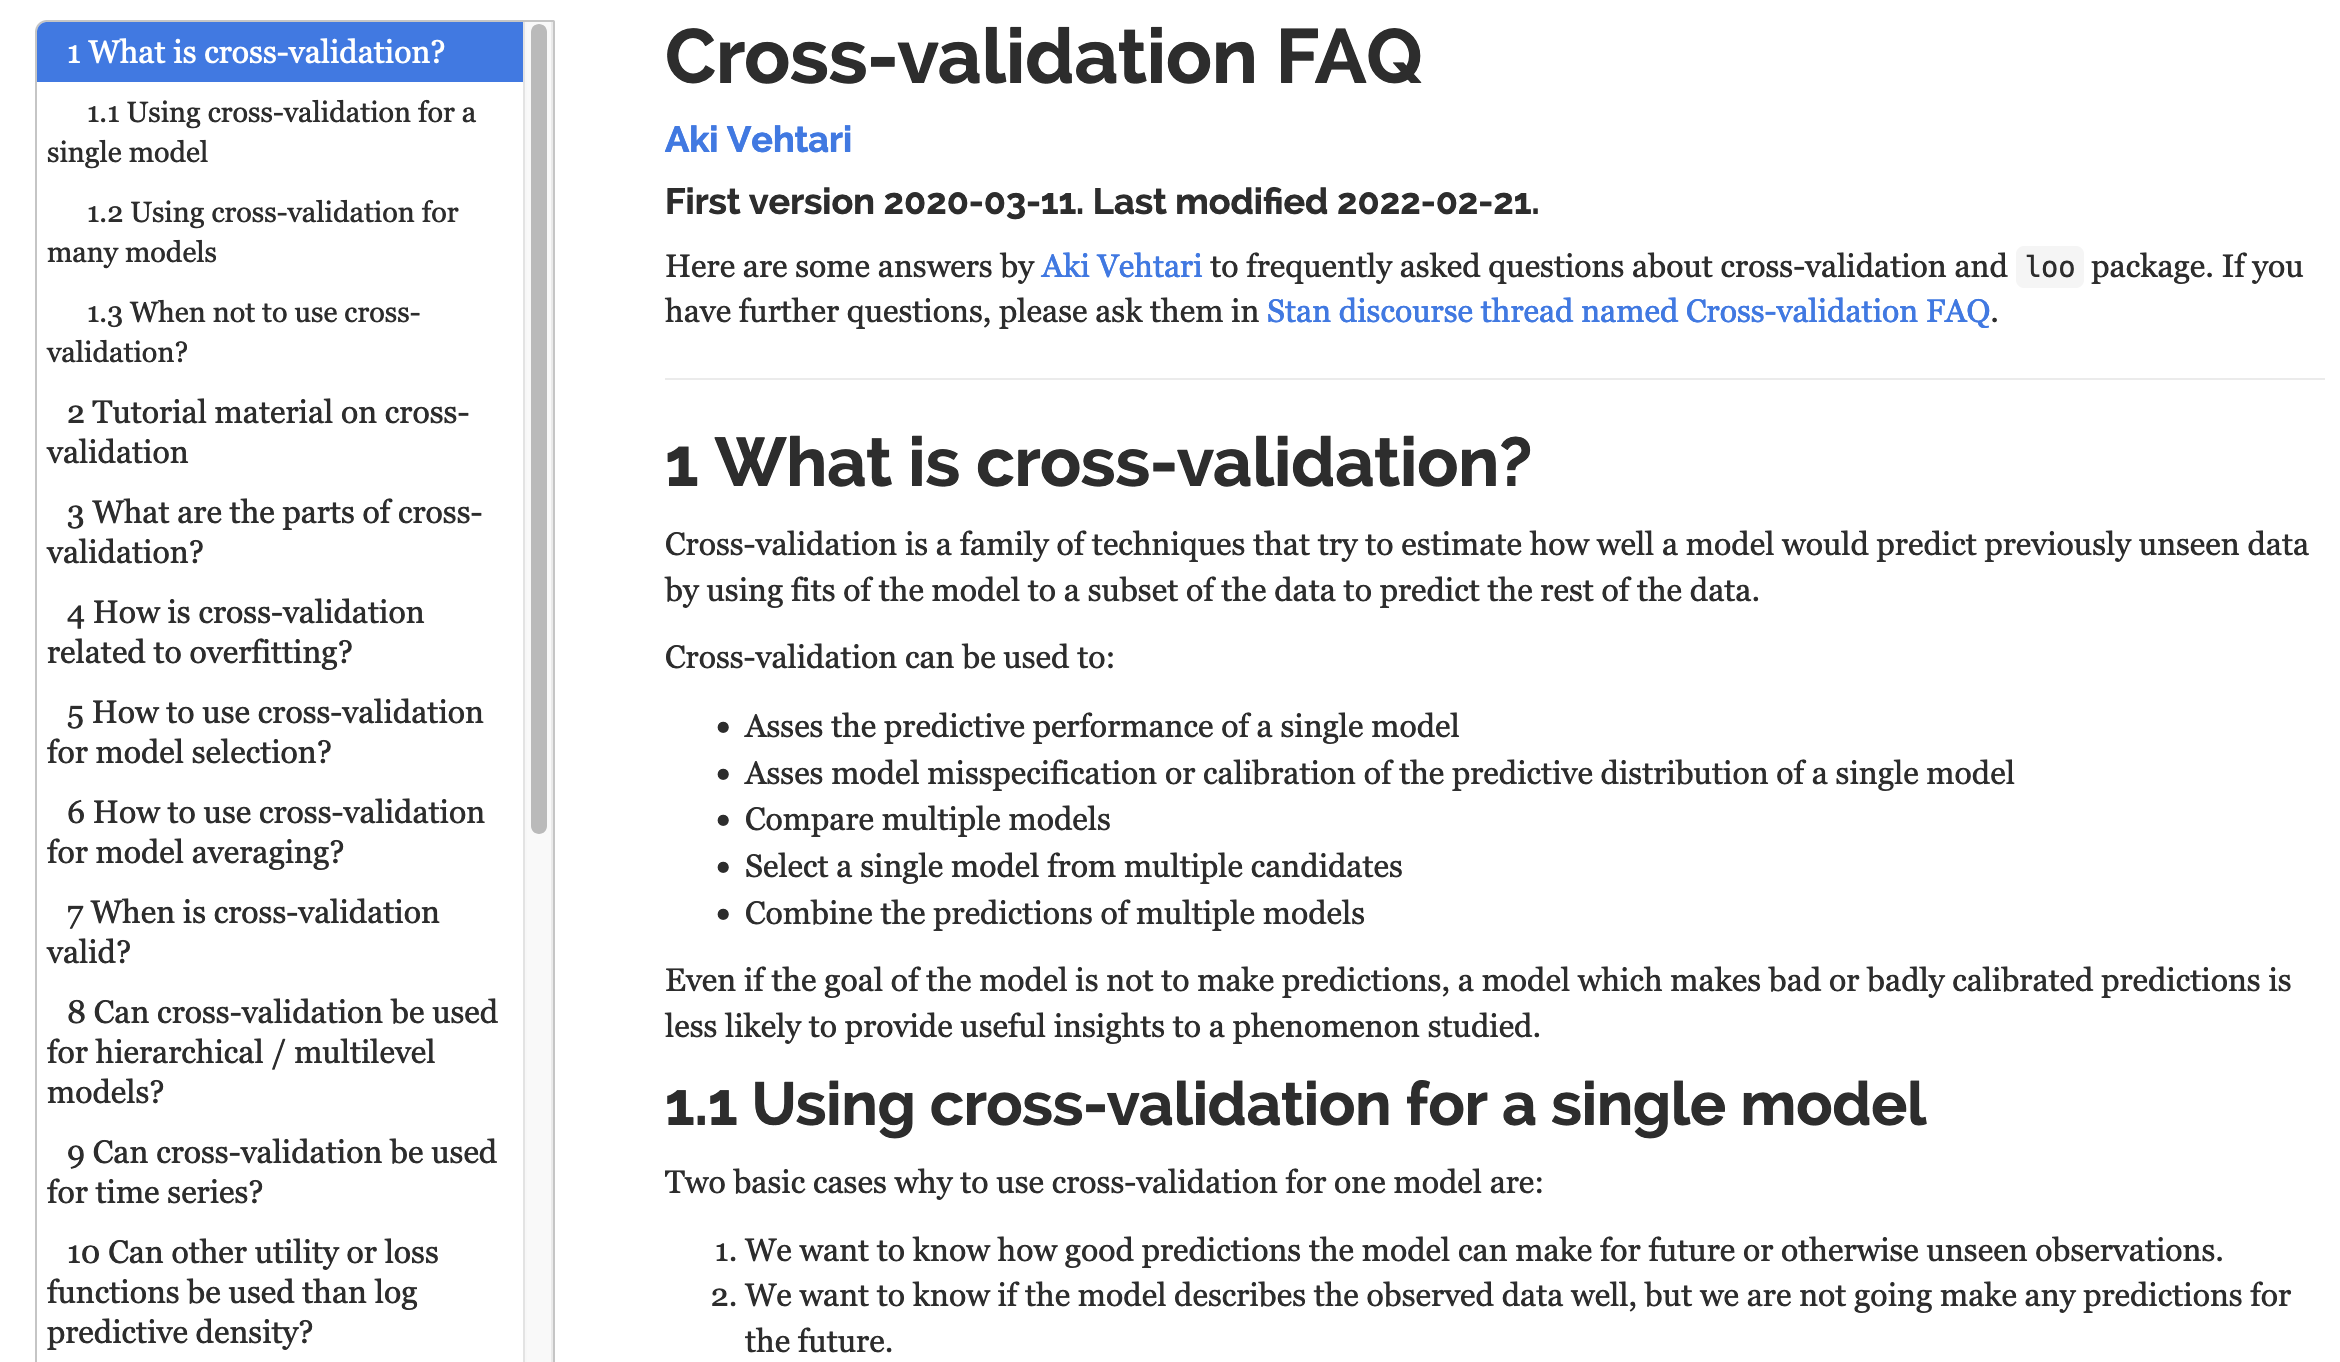 1 What is cross-validation?
1.1 Using cross-validation for a
single model
1.2 Using cross-validation for
many models
1.3 When not to use cross-
validation?
2 Tutorial material on cross-
validation
3 What are the parts of cross-
validation?
4 How is cross-validation
related to overfitting?
5 How to use cross-validation
for model selection?
6 How to use cross-validation
for model averaging?
7 When is cross-validation
valid?
8 Can cross-validation be used
for hierarchical / multilevel
models?
9 Can cross-validation be used
for time series?
10 Can other utility or loss
functions be used than log
predictive density?
Cross-validation FAQ
Aki Vehtari
First version 2020-03-11. Last modified 2022-02-21.
Here are some answers by Aki Vehtari to frequently asked questions about cross-validation and loo package. If you
have further questions, please ask them in Stan discourse thread named Cross-validation FAQ.
1 What is cross-validation?
Cross-validation is a family of techniques that try to estimate how well a model would predict previously unseen data
by using fits of the model to a subset of the data to predict the rest of the data.
Cross-validation can be used to:
• Asses the predictive performance of a single model
• Asses model misspecification or calibration of the predictive distribution of a single model
• Compare multiple models
• Select a single model from multiple candidates
• Combine the predictions of multiple models
Even if the goal of the model is not to make predictions, a model which makes bad or badly calibrated predictions is
less likely to provide useful insights to a phenomenon studied.
1.1 Using cross-validation for a single model
Two basic cases why to use cross-validation for one model are:
1. We want to know how good predictions the model can make for future or otherwise unseen observations.
2. We want to know if the model describes the observed data well, but we are not going make any predictions for
the future.